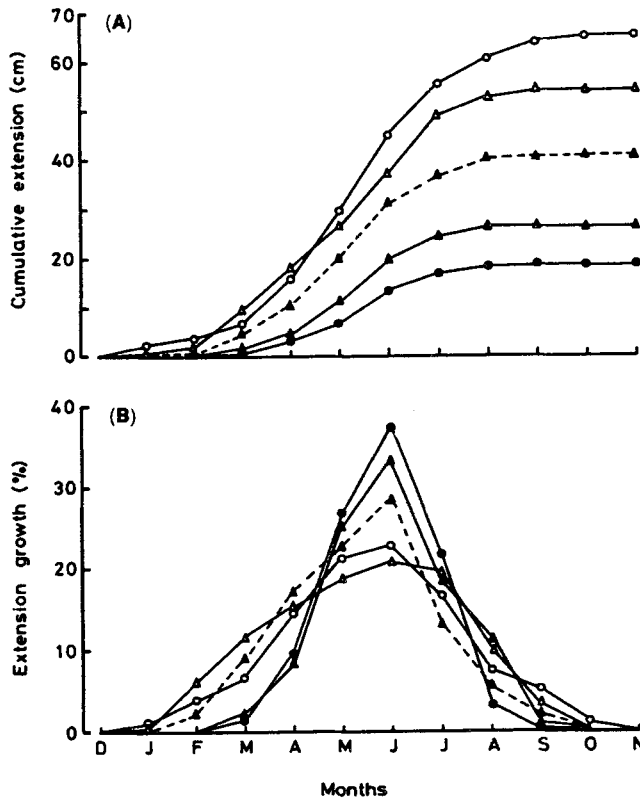 (A)
Cumulative extension (cm)
70
60
40
20
0
(B)
Extension growth (%)
40
30
20
10
0
D J F M A M J J A S O N
Months